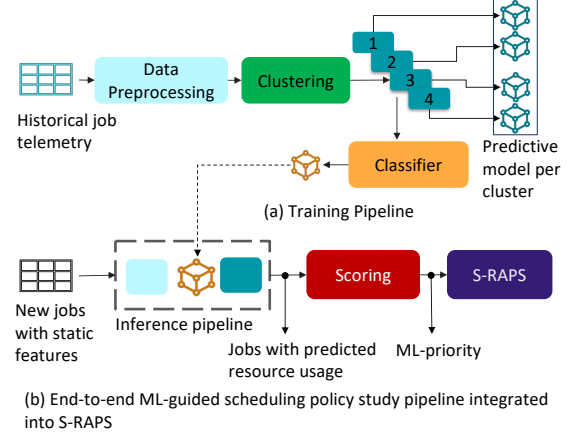 1
2
3
4
Data
Preprocessing
Clustering
Historical job
telemetry
Classifier
Predictive
model per
cluster
(a) Training Pipeline
Scoring
S-RAPS
New jobs
with static
features
Inference pipeline
Jobs with predicted
resource usage
ML-priority
(b) End-to-end ML-guided scheduling policy study pipeline integrated
into S-RAPS